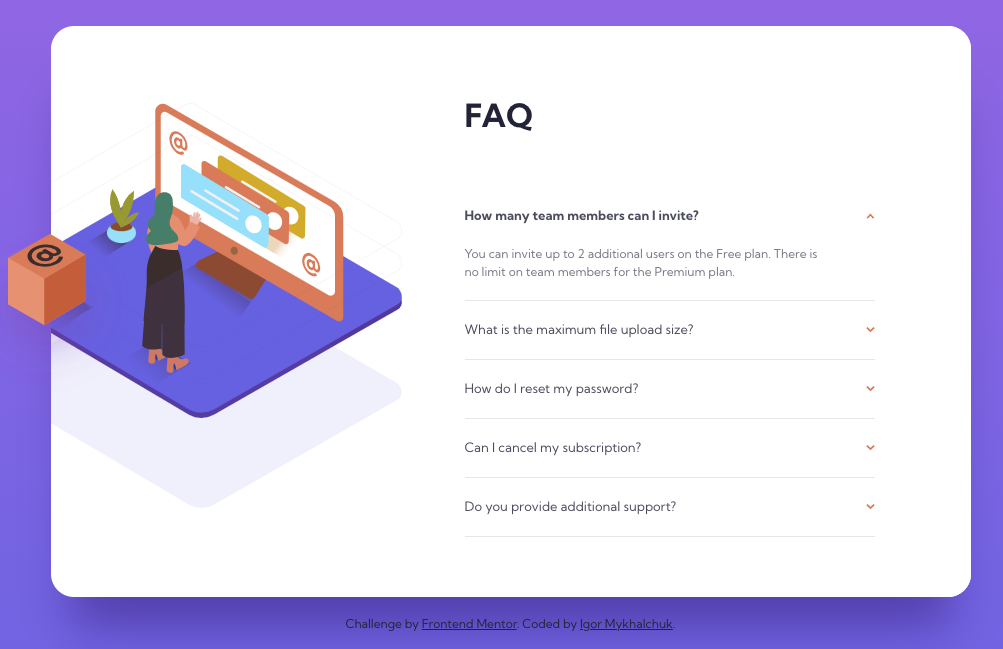 FAQ
@
@
@
How many team members can I invite?
You can invite up to 2 additional users on the Free plan. There is
no limit on team members for the Premium plan.
What is the maximum file upload size?
How do I reset my password?
Can I cancel my subscription?
Do you provide additional support?
Challenge by Frontend Mentor. Coded by Igor Mykhalchuk.